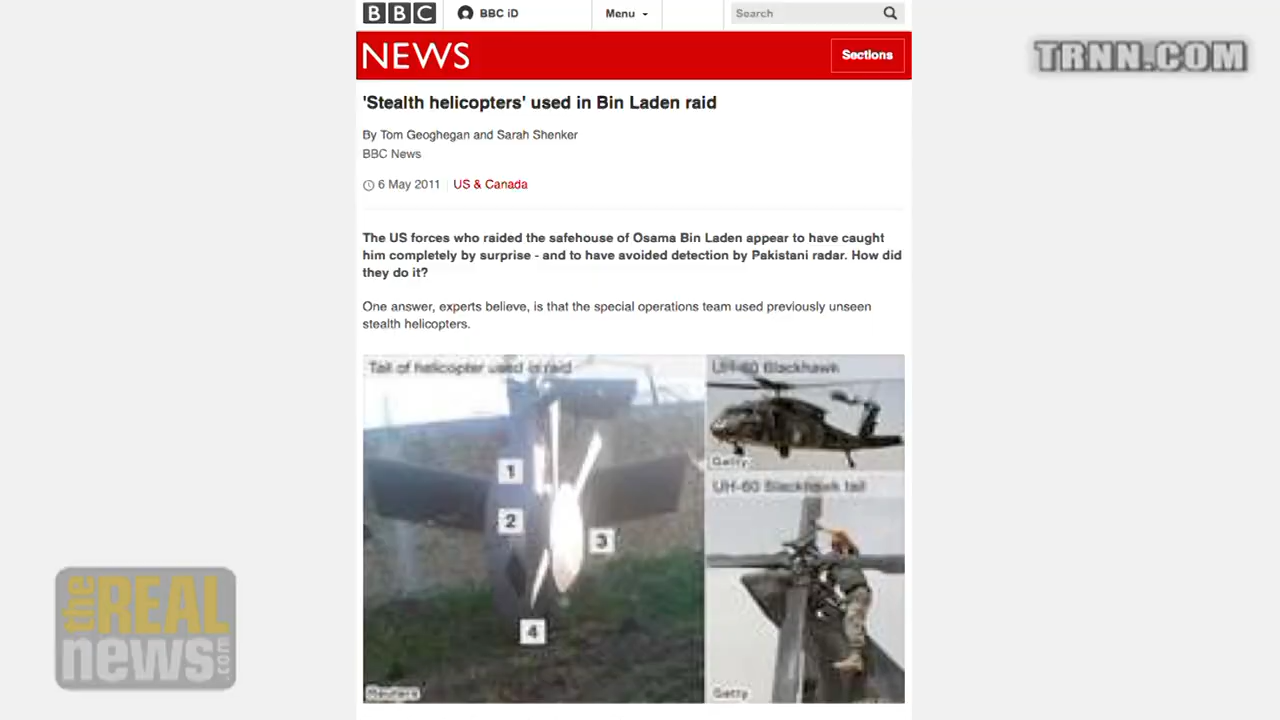 BBC
BBC iD
Menu
Search
TRNN.COM
NEWS
Sections
'Stealth helicopters' used in Bin Laden raid
By Tom Geoghegan and Sarah Shenker
BBC News
6 May 2011
US & Canada
The US forces who raided the safehouse of Osama Bin Laden appear to have caught
him completely by surprise - and to have avoided detection by Pakistani radar. How did
they do it?
One answer, experts believe, is that the special operations team used previously unseen
stealth helicopters.
Tail of helicopter used in raid
UH-60 Blackhawk
Getty
UH-60 Blackhawk tail
1
2
3
4
Reuters
Getty
the REAL
news.com